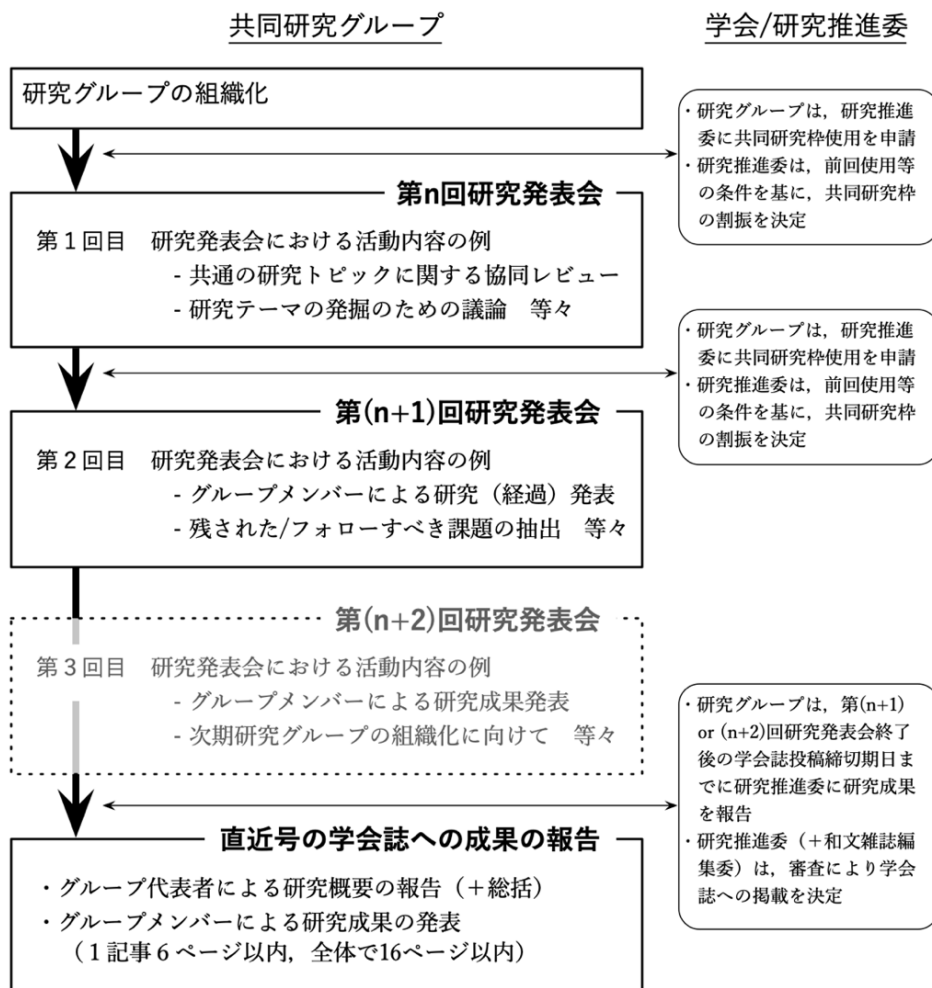 共同研究グループ
学会/研究推進委
研究グループの組織化
・研究グループは，研究推進
委に共同研究枠使用を申請
・研究推進委は，前回使用等
の条件を基に，共同研究枠
の割振を決定
第n回研究発表会
第１回目　研究発表会における活動内容の例
- 共通の研究トピックに関する協同レビュー
- 研究テーマの発掘のための議論　等々
・研究グループは，研究推進
委に共同研究枠使用を申請
・研究推進委は，前回使用等
の条件を基に，共同研究枠
の割振を決定
第(n+1)回研究発表会
第２回目　研究発表会における活動内容の例
- グループメンバーによる研究（経過）発表
- 残された/フォローすべき課題の抽出　等々
第(n+2)回研究発表会
第３回目　研究発表会における活動内容の例
- グループメンバーによる研究成果発表
- 次期研究グループの組織化に向けて　等々
・研究グループは，第(n+1)
or (n+2)回研究発表会終了
後の学会誌投稿締切期日ま
でに研究推進委に研究成果
を報告
・研究推進委（＋和文雑誌編
集委）は，審査により学会
誌への掲載を決定
直近号の学会誌への成果の報告
・グループ代表者による研究概要の報告（＋総括）
・グループメンバーによる研究成果の発表
（１記事６ページ以内，全体で16ページ以内）